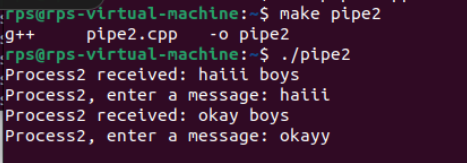 rps@rps-virtual-machine:~$ make pipe2
g++     pipe2.cpp   -o pipe2
rps@rps-virtual-machine:~$ ./pipe2
Process2 received: haiii boys
Process2, enter a message: haiii
Process2 received: okay boys
Process2, enter a message: okayy